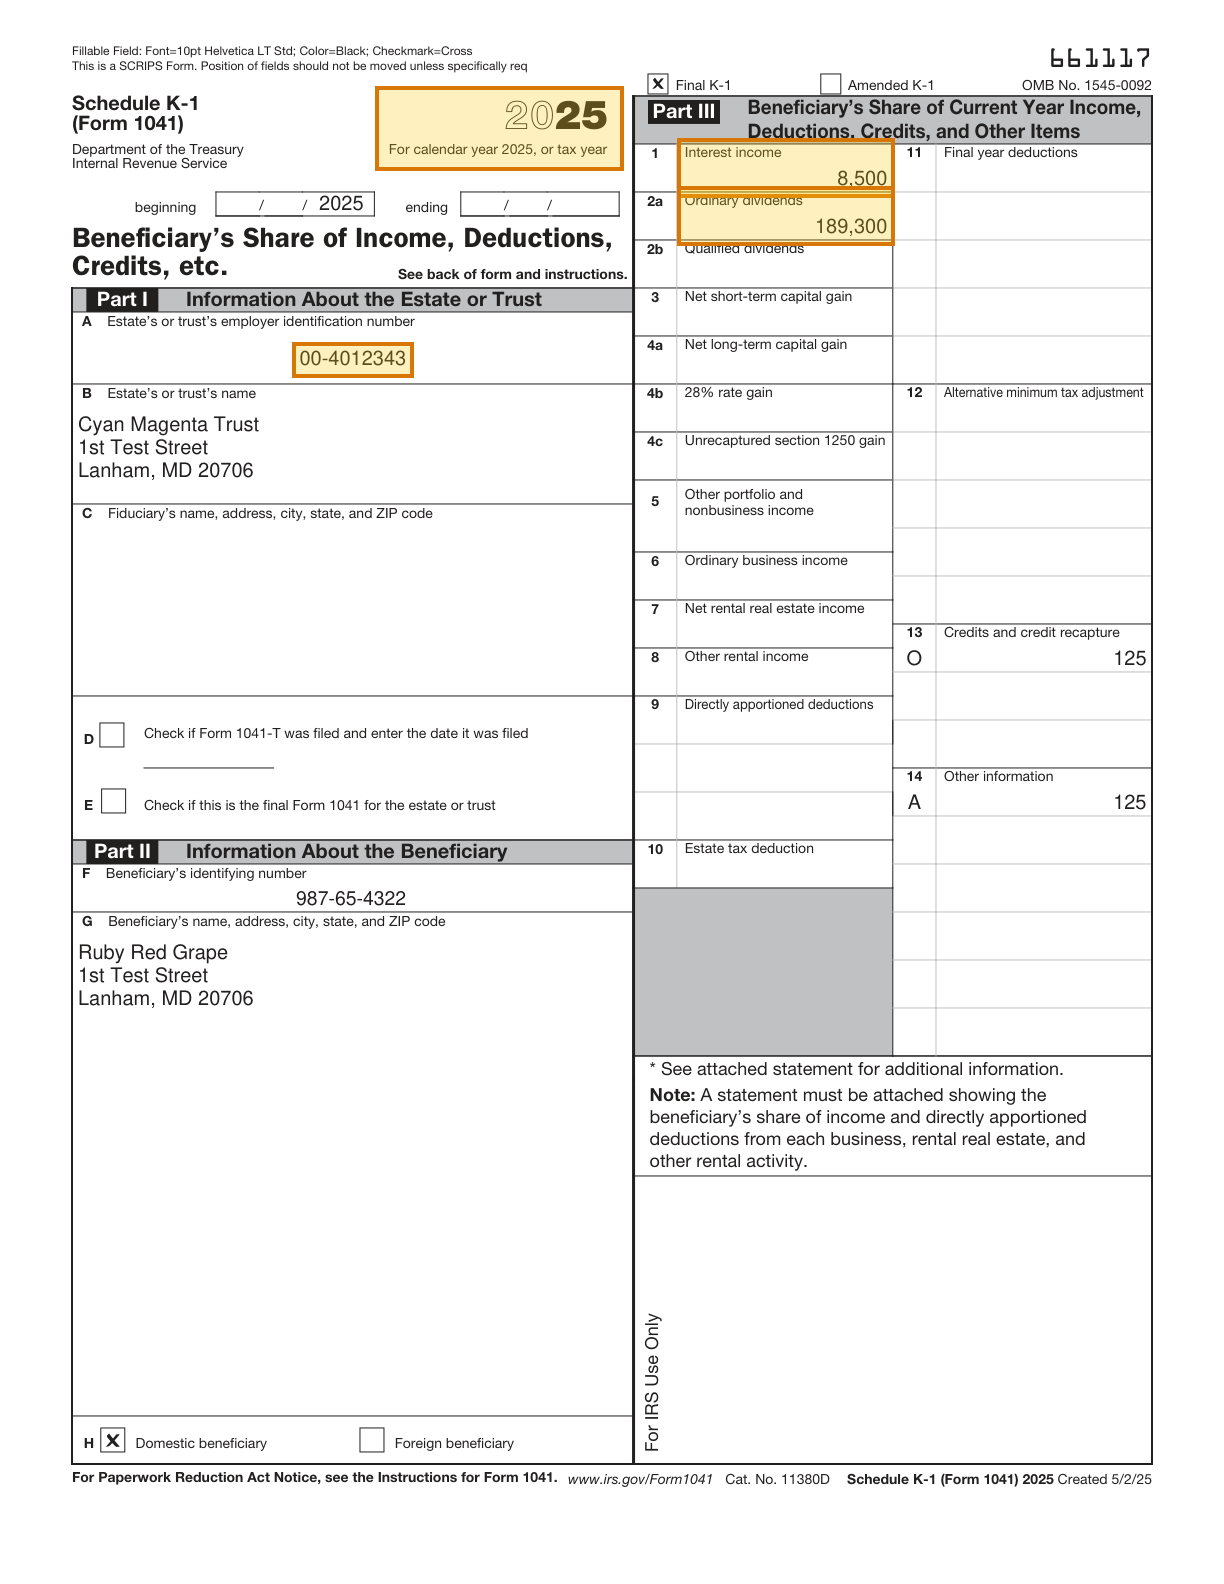 Fillable Field: Font=10pt Helvetica LT Std; Color=Black; Checkmark=Cross
This is a SCRIPS Form. Position of fields should not be moved unless specifically req
661117
X Final K-1
Amended K-1
OMB No. 1545-0092
Schedule K-1
(Form 1041)
Department of the Treasury
Internal Revenue Service
2025
For calendar year 2025, or tax year
beginning / / 2025 ending / /
Beneficiary’s Share of Income, Deductions,
Credits, etc.
See back of form and instructions.
Part I Information About the Estate or Trust
A Estate’s or trust’s employer identification number
00-4012343
B Estate’s or trust’s name
Cyan Magenta Trust
1st Test Street
Lanham, MD 20706
C Fiduciary’s name, address, city, state, and ZIP code
D Check if Form 1041-T was filed and enter the date it was filed
E Check if this is the final Form 1041 for the estate or trust
Part II Information About the Beneficiary
F Beneficiary’s identifying number
987-65-4322
G Beneficiary’s name, address, city, state, and ZIP code
Ruby Red Grape
1st Test Street
Lanham, MD 20706
H X Domestic beneficiary
Foreign beneficiary
Part III Beneficiary’s Share of Current Year Income,
Deductions, Credits, and Other Items
1 Interest income
8,500
2a Ordinary dividends
189,300
2b Qualified dividends
3 Net short-term capital gain
4a Net long-term capital gain
4b 28% rate gain
4c Unrecaptured section 1250 gain
5 Other portfolio and
nonbusiness income
6 Ordinary business income
7 Net rental real estate income
8 Other rental income
9 Directly apportioned deductions
10 Estate tax deduction
11 Final year deductions
12 Alternative minimum tax adjustment
13 Credits and credit recapture
O 125
14 Other information
A 125
* See attached statement for additional information.
Note: A statement must be attached showing the
beneficiary’s share of income and directly apportioned
deductions from each business, rental real estate, and
other rental activity.
For IRS Use Only
For Paperwork Reduction Act Notice, see the Instructions for Form 1041. www.irs.gov/Form1041 Cat. No. 11380D Schedule K-1 (Form 1041) 2025 Created 5/2/25